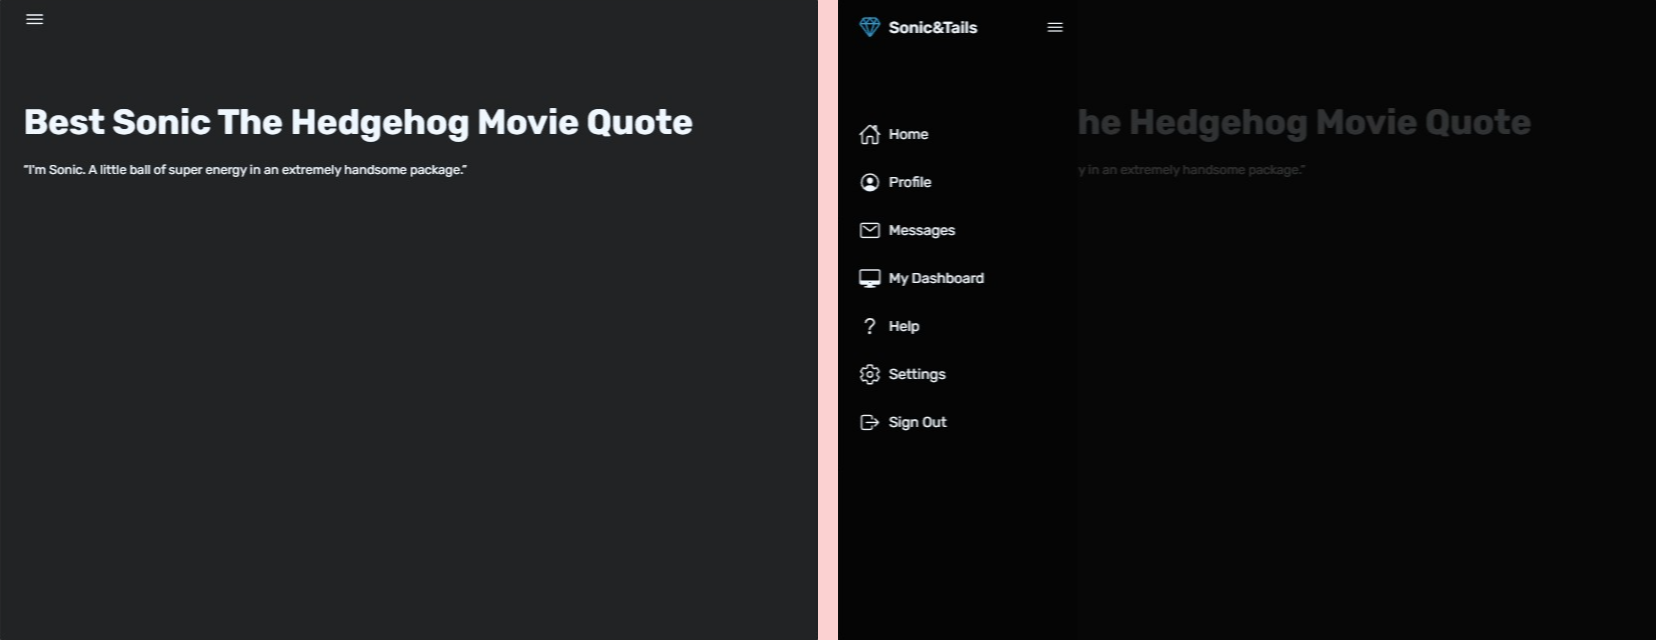 Best Sonic The Hedgehog Movie Quote
"I'm Sonic. A little ball of super energy in an extremely handsome package."
Sonic&Tails
Home
Profile
Messages
My Dashboard
Help
Settings
Sign Out
he Hedgehog Movie Quote
y in an extremely handsome package."